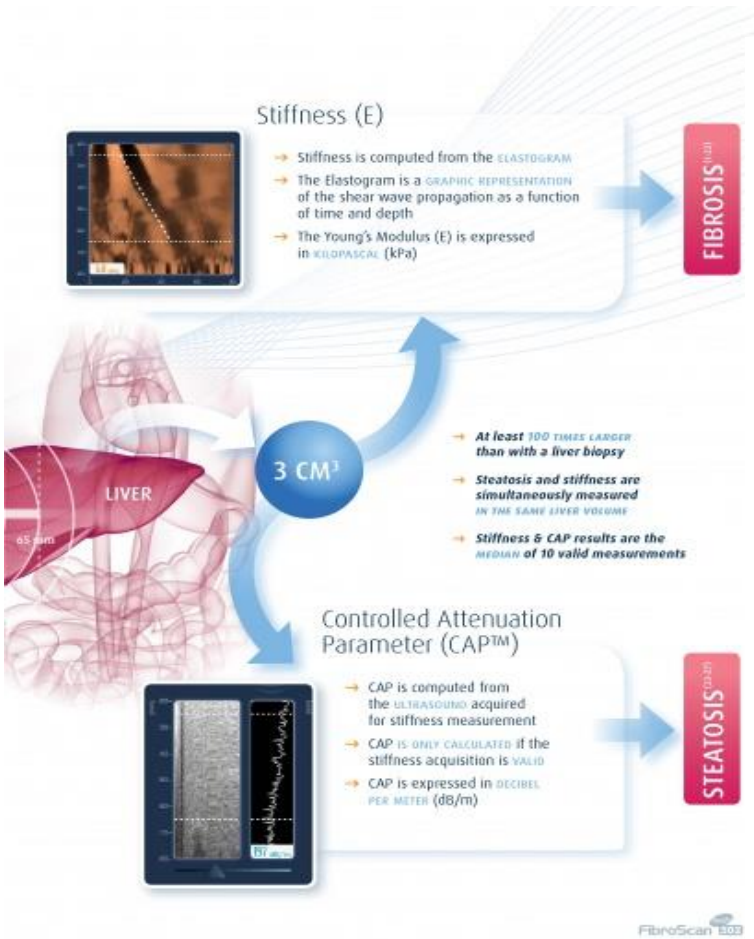 Stiffness (E)
→ Stiffness is computed from the ELASTOGRAM
→ The Elastogram is a GRAPHIC REPRESENTATION
of the shear wave propagation as a function
of time and depth
→ The Young's Modulus (E) is expressed
in KILOPASCAL (kPa)
FIBROSIS
LIVER
65 mm
3 CM³
→ At least 100 TIMES LARGER
than with a liver biopsy
→ Steatosis and stiffness are
simultaneously measured
IN THE SAME LIVER VOLUME
→ Stiffness & CAP results are the
MEDIAN of 10 valid measurements
Controlled Attenuation
Parameter (CAP™)
→ CAP is computed from
the ULTRASOUND acquired
for stiffness measurement
→ CAP IS ONLY CALCULATED if the
stiffness acquisition is VALID
→ CAP is expressed in DECIBEL
PER METER (dB/m)
STEATOSIS
197
FibroScan